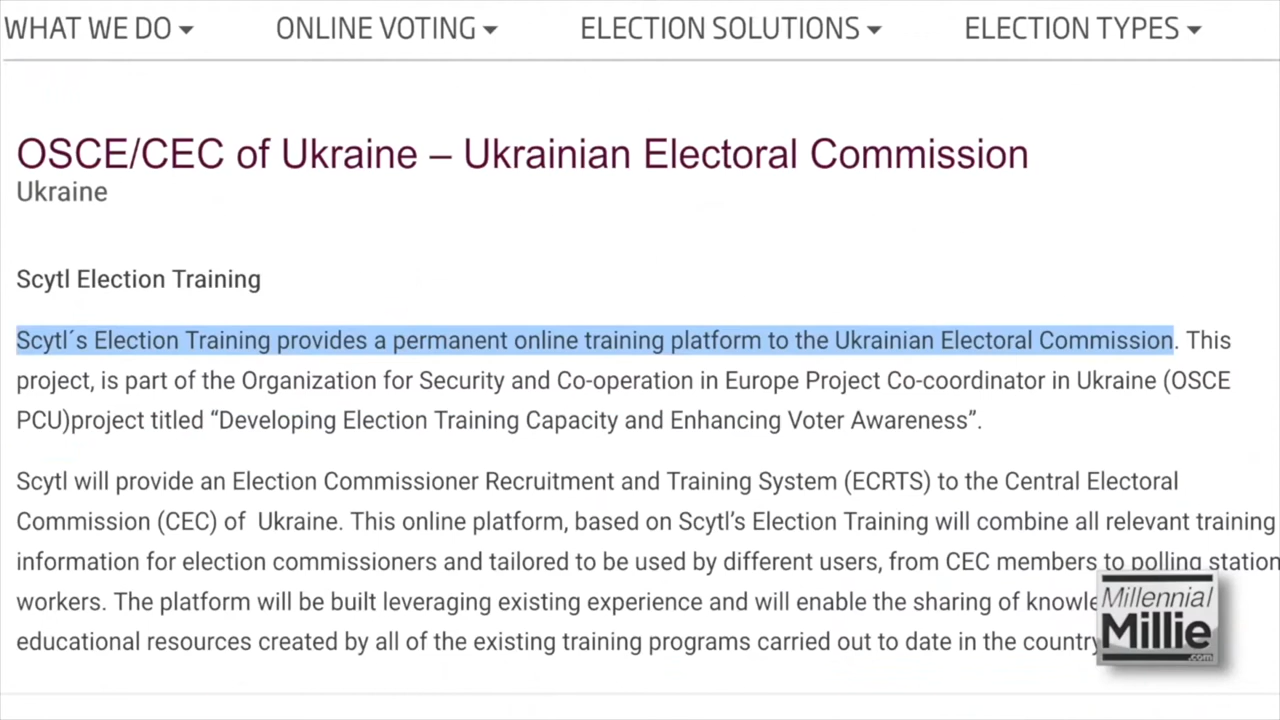 WHAT WE DO ONLINE VOTING ELECTION SOLUTIONS ELECTION TYPES
OSCE/CEC of Ukraine – Ukrainian Electoral Commission
Ukraine
Scytl Election Training
Scytl´s Election Training provides a permanent online training platform to the Ukrainian Electoral Commission. This
project, is part of the Organization for Security and Co-operation in Europe Project Co-coordinator in Ukraine (OSCE
PCU)project titled “Developing Election Training Capacity and Enhancing Voter Awareness”.
Scytl will provide an Election Commissioner Recruitment and Training System (ECRTS) to the Central Electoral
Commission (CEC) of Ukraine. This online platform, based on Scytl’s Election Training will combine all relevant training
information for election commissioners and tailored to be used by different users, from CEC members to polling station
workers. The platform will be built leveraging existing experience and will enable the sharing of
educational resources created by all of the existing training programs carried out to date in the country
Millennial
Millie
.com